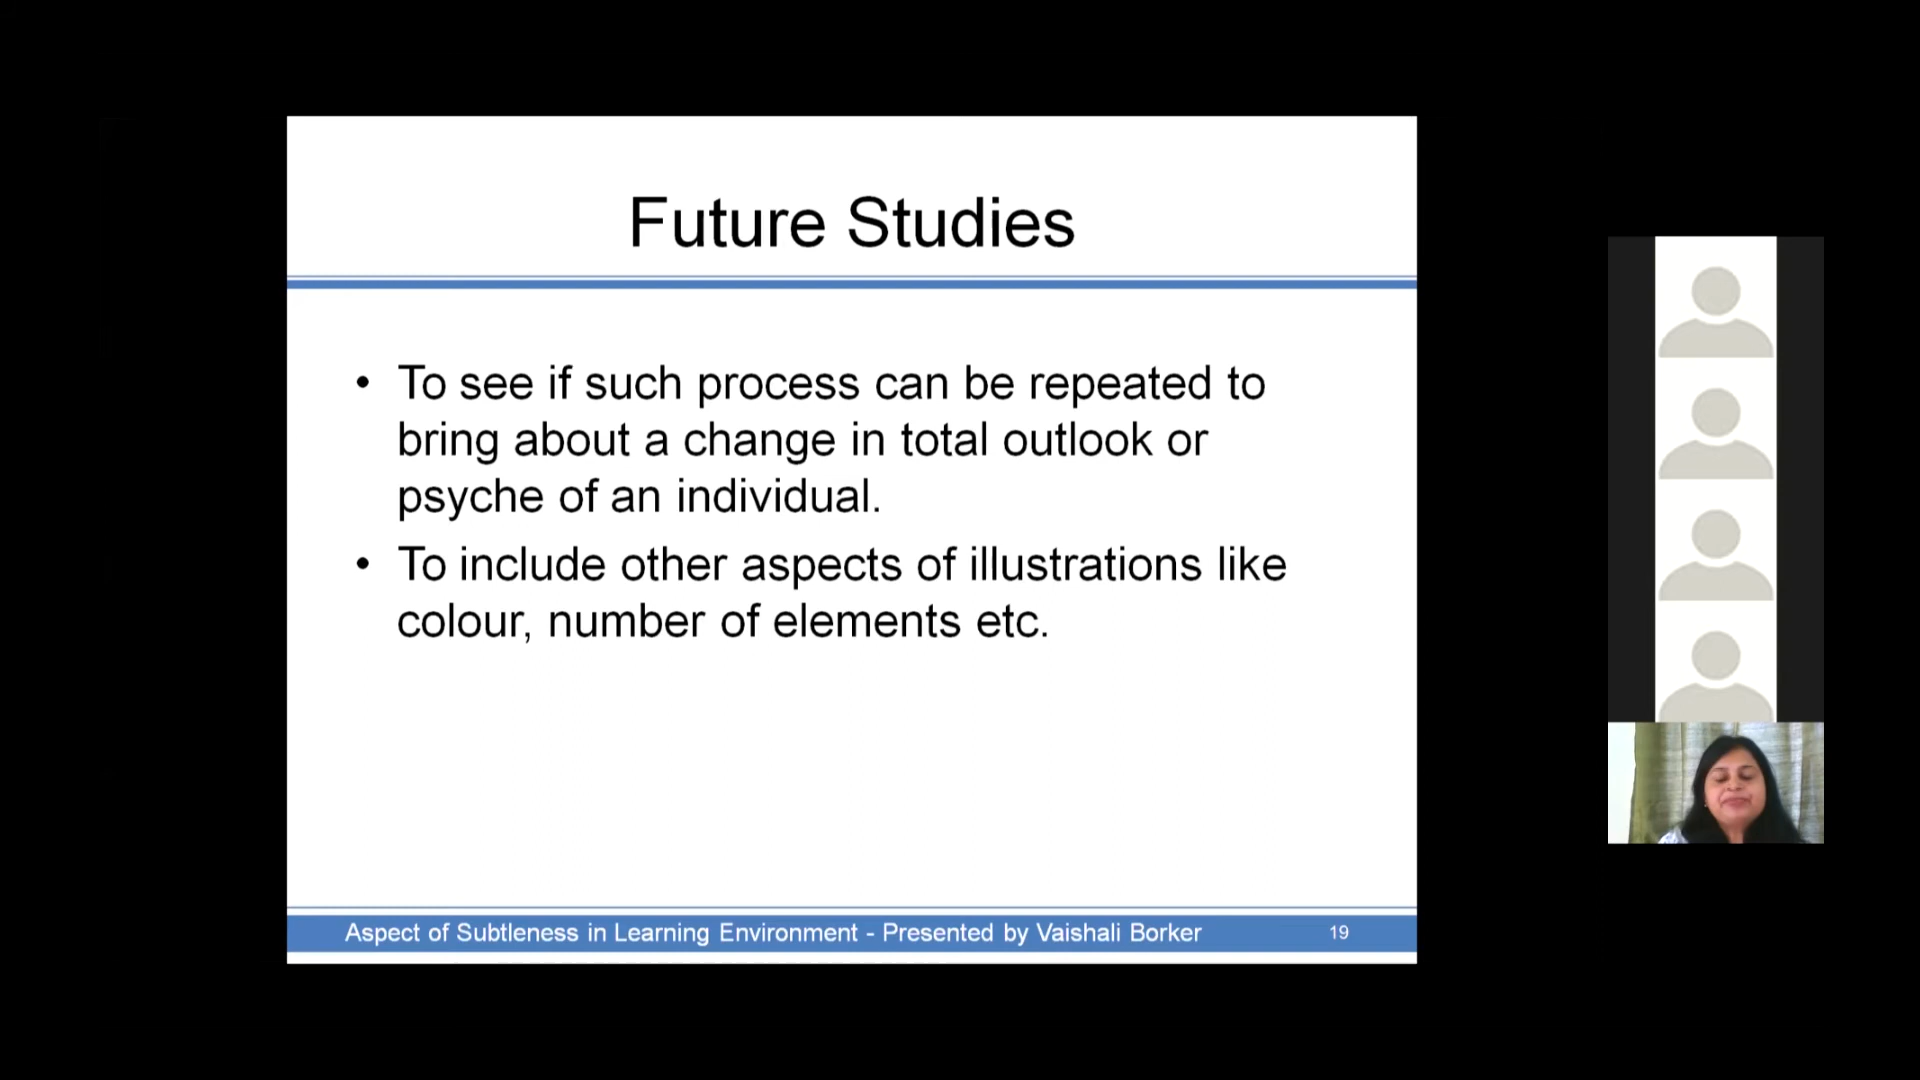 Future Studies
• To see if such process can be repeated to
bring about a change in total outlook or
psyche of an individual.
• To include other aspects of illustrations like
colour, number of elements etc.
Aspect of Subtleness in Learning Environment - Presented by Vaishali Borker 19